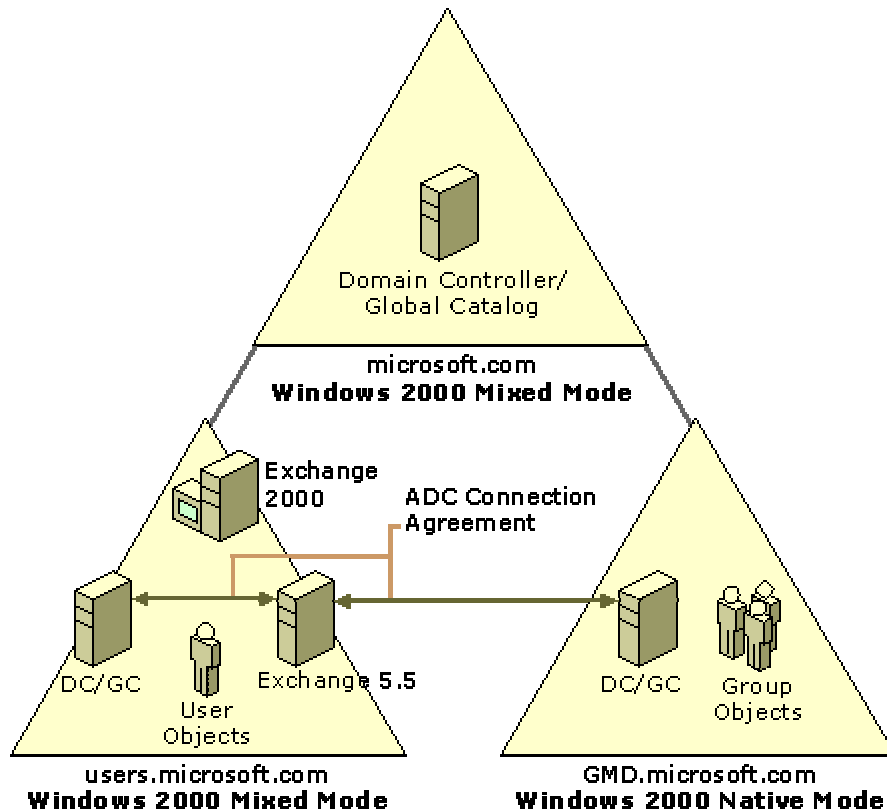 Domain Controller/
Global Catalog
microsoft.com
Windows 2000 Mixed Mode
Exchange
2000
ADC Connection
Agreement
DC/GC
User
Objects
Exchange 5.5
DC/GC
Group
Objects
users.microsoft.com
Windows 2000 Mixed Mode
GMD.microsoft.com
Windows 2000 Native Mode